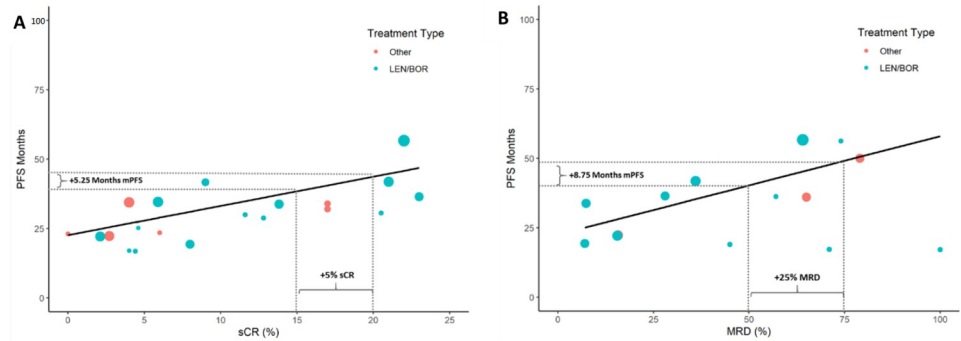 A
100
75
50
25
0
PFS Months
Treatment Type
Other
LEN/BOR
+5.25 Months mPFS
+5% sCR
0
5
10
15
20
25
sCR (%)
B
100
75
50
25
0
PFS Months
Treatment Type
Other
LEN/BOR
+8.75 Months mPFS
+25% MRD
0
25
50
75
100
MRD (%)